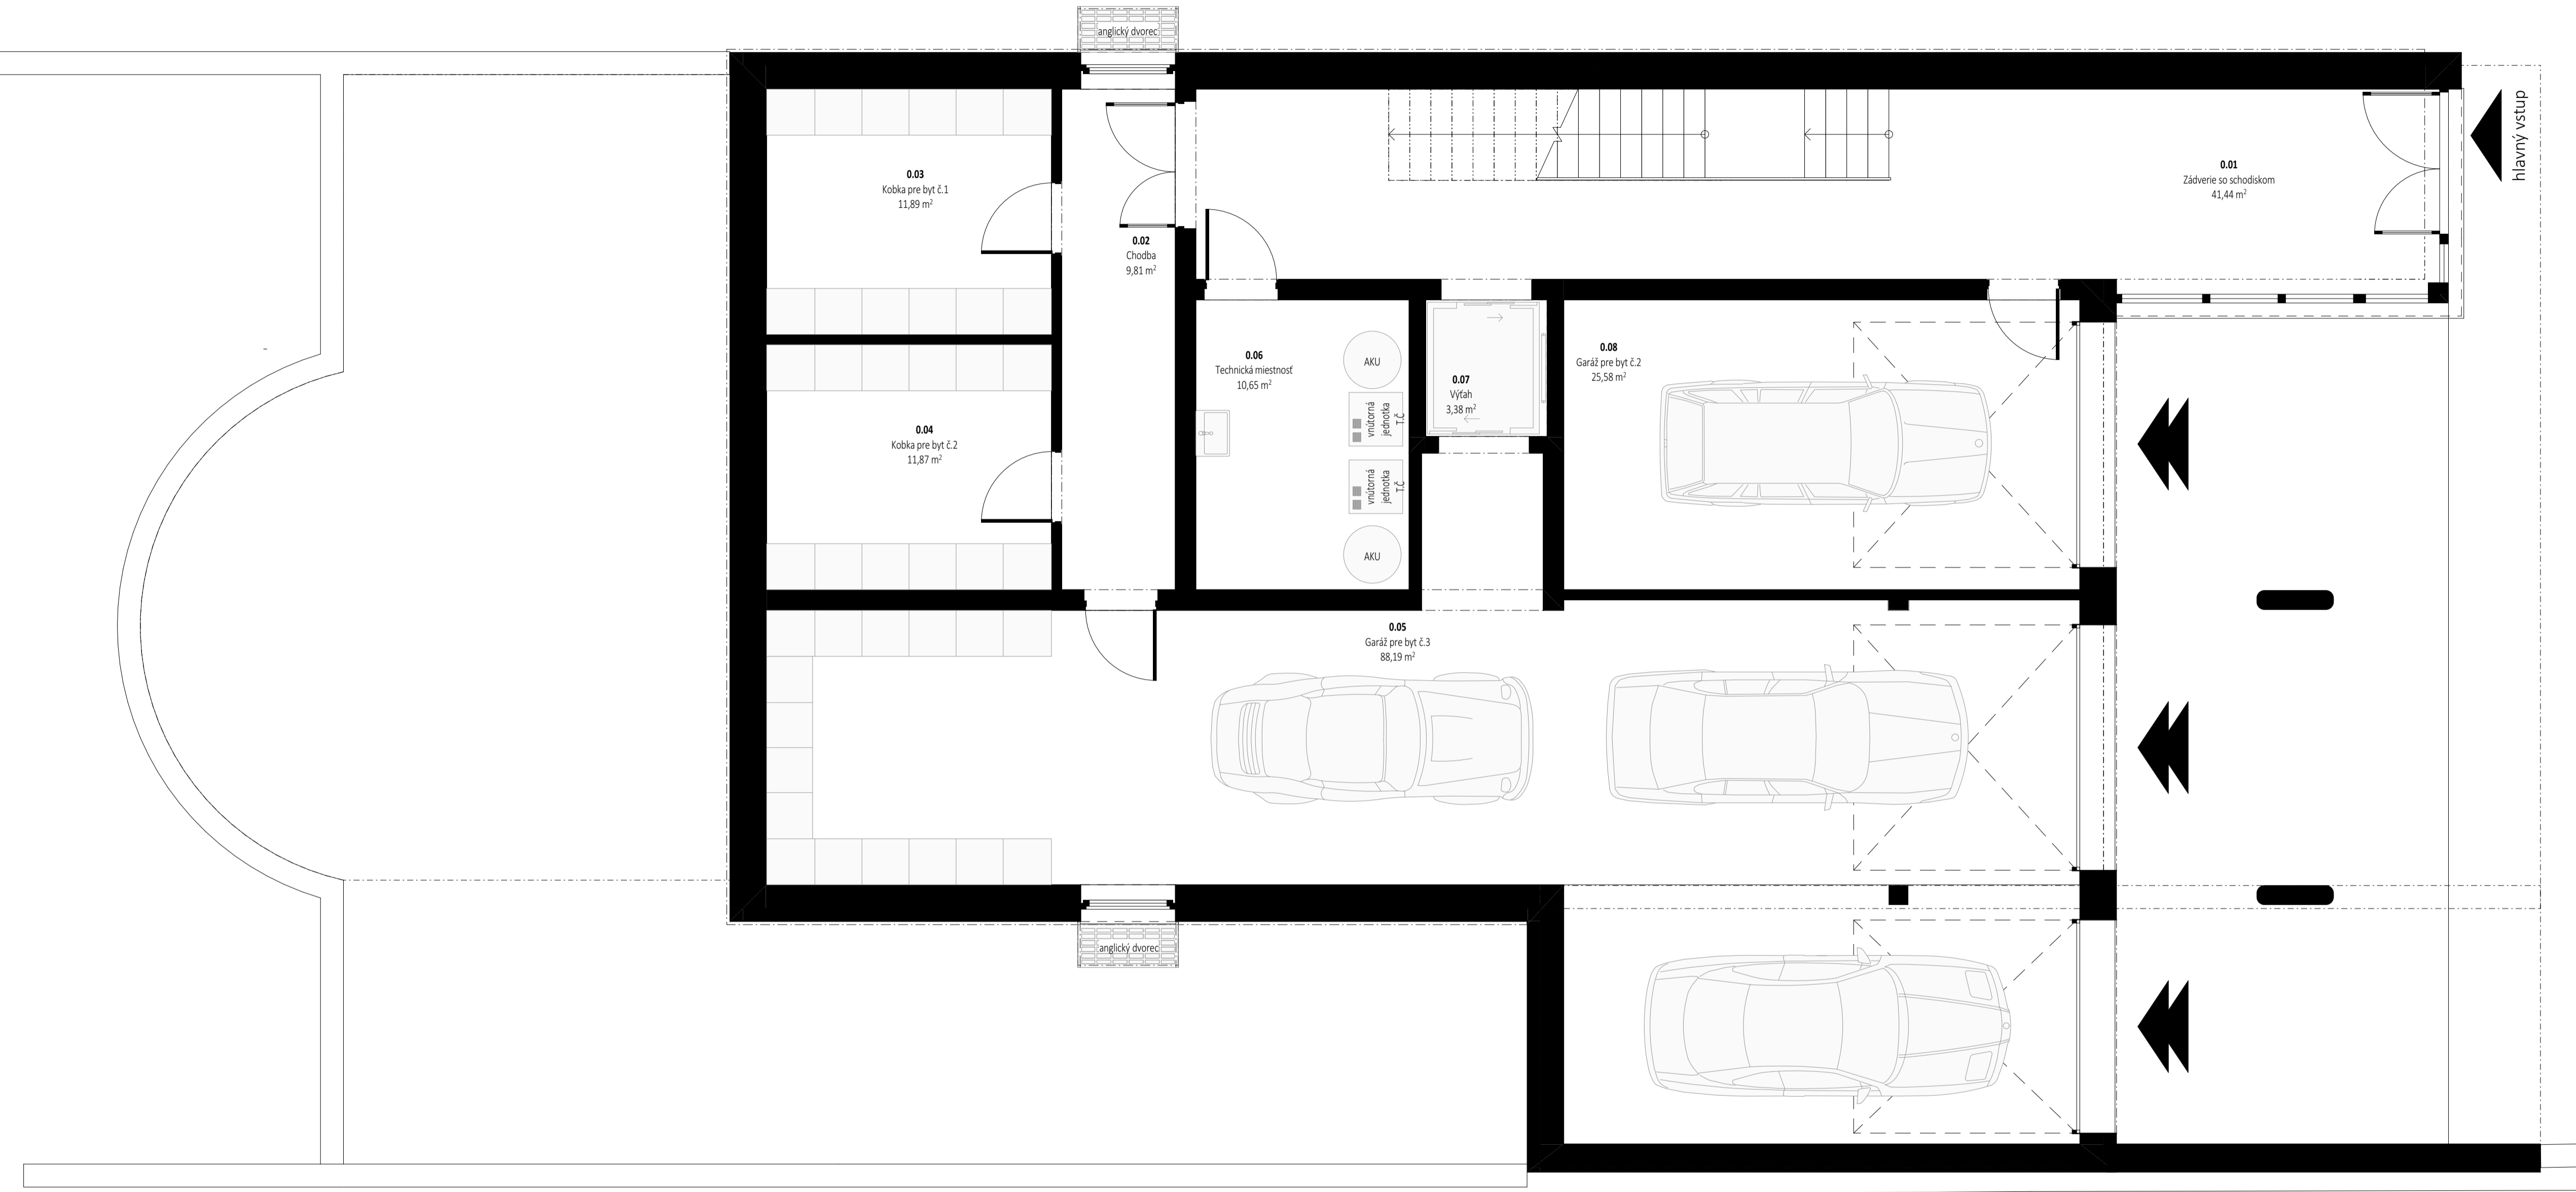 anglický dvorec
hlavný vstup
0.01
Zádverie so schodiskom
41,44 m²
0.03
Kobka pre byt č.1
11,89 m²
0.02
Chodba
9,81 m²
0.06
Technická miestnosť
10,65 m²
AKU
vnútorná
jednotka
T.Č
vnútorná
jednotka
T.Č
AKU
0.07
Výťah
3,38 m²
0.08
Garáž pre byt č.2
25,58 m²
0.04
Kobka pre byt č.2
11,87 m²
0.05
Garáž pre byt č.3
88,19 m²
anglický dvorec